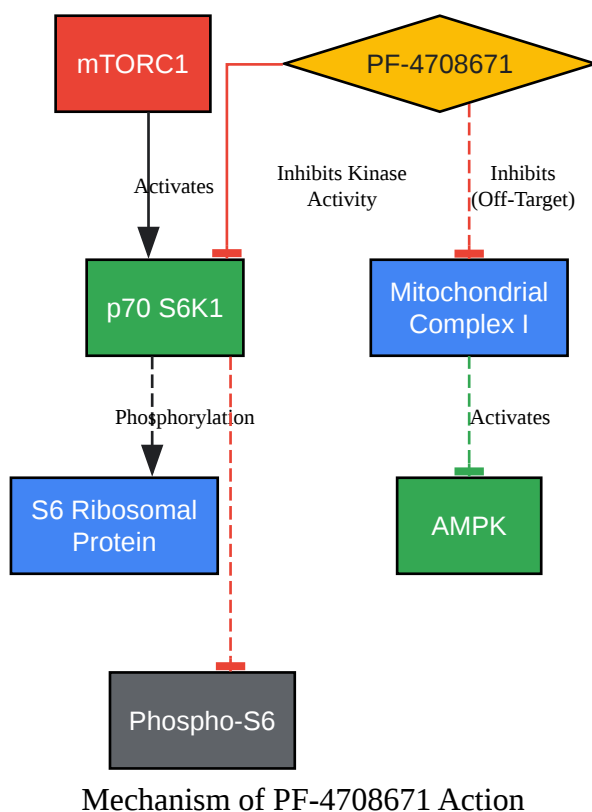 mTORC1
PF-4708671
Activates
Inhibits Kinase
Activity
Inhibits
(Off-Target)
p70 S6K1
Mitochondrial
Complex I
Phosphorylation
Activates
S6 Ribosomal
Protein
AMPK
Phospho-S6
Mechanism of PF-4708671 Action